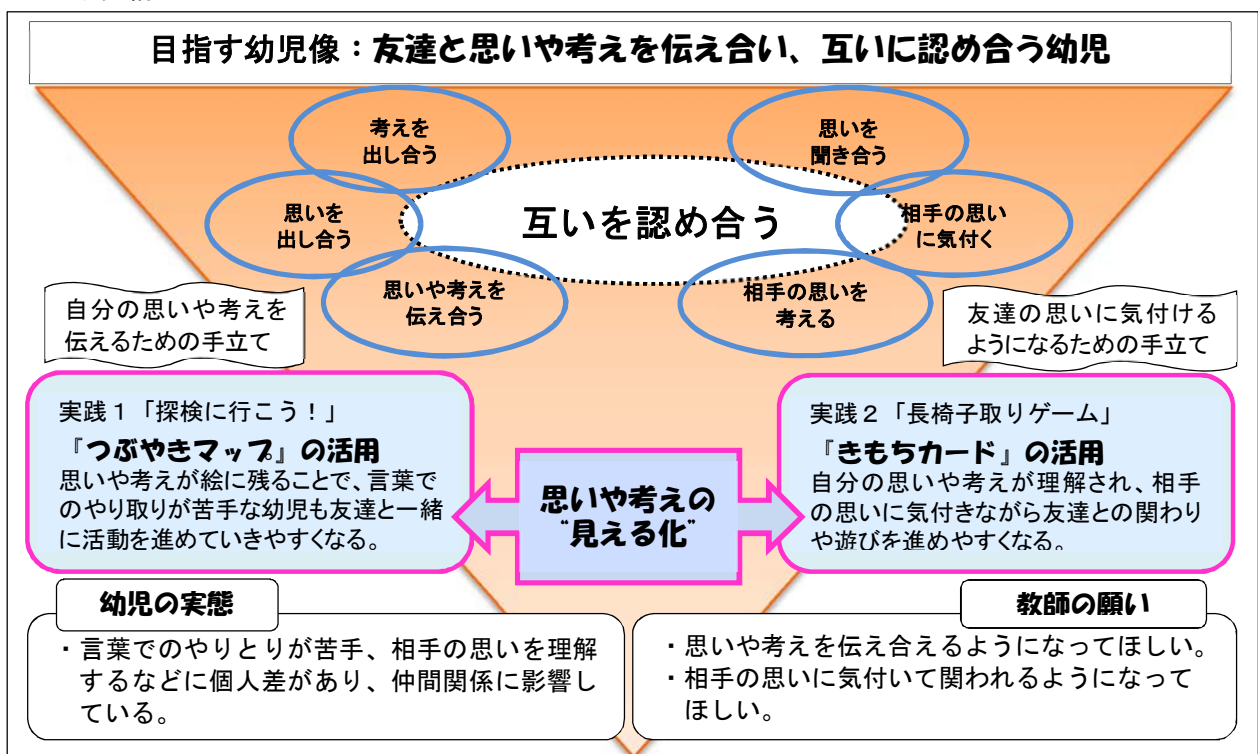 目指す幼児像：友達と思いや考えを伝え合い、互いに認め合う幼児
考えを
出し合う
思いを
聞き合う
思いを
出し合う
互いを認め合う
相手の思い
に気付く
思いや考えを
伝え合う
相手の思いを
考える
自分の思いや考えを
伝えるための手立て
友達の思いに気付ける
ようになるための手立て
実践１「探検に行こう！」
『つぶやきマップ』の活用
思いや考えが絵に残ることで、言葉で
のやり取りが苦手な幼児も友達と一緒
に活動を進めていきやすくなる。
思いや考えの
“見える化”
実践２「長椅子取りゲーム」
『きもちカード』の活用
自分の思いや考えが理解され、相手
の思いに気付きながら友達との関わり
や遊びを進めやすくなる。
幼児の実態
・言葉でのやりとりが苦手、相手の思いを理解
するなどに個人差があり、仲間関係に影響し
ている。
教師の願い
・思いや考えを伝え合えるようになってほしい。
・相手の思いに気付いて関われるようになって
ほしい。